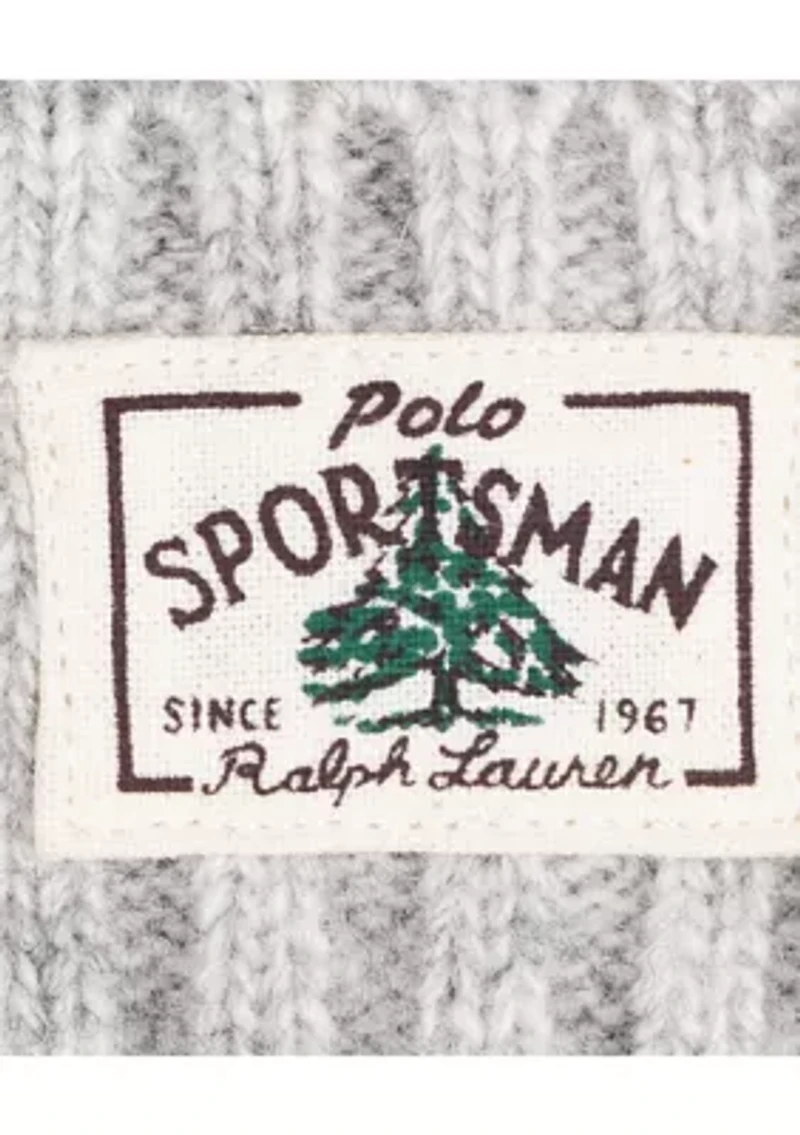 Polo
SPORTSMAN
SINCE 1967
Ralph Lauren